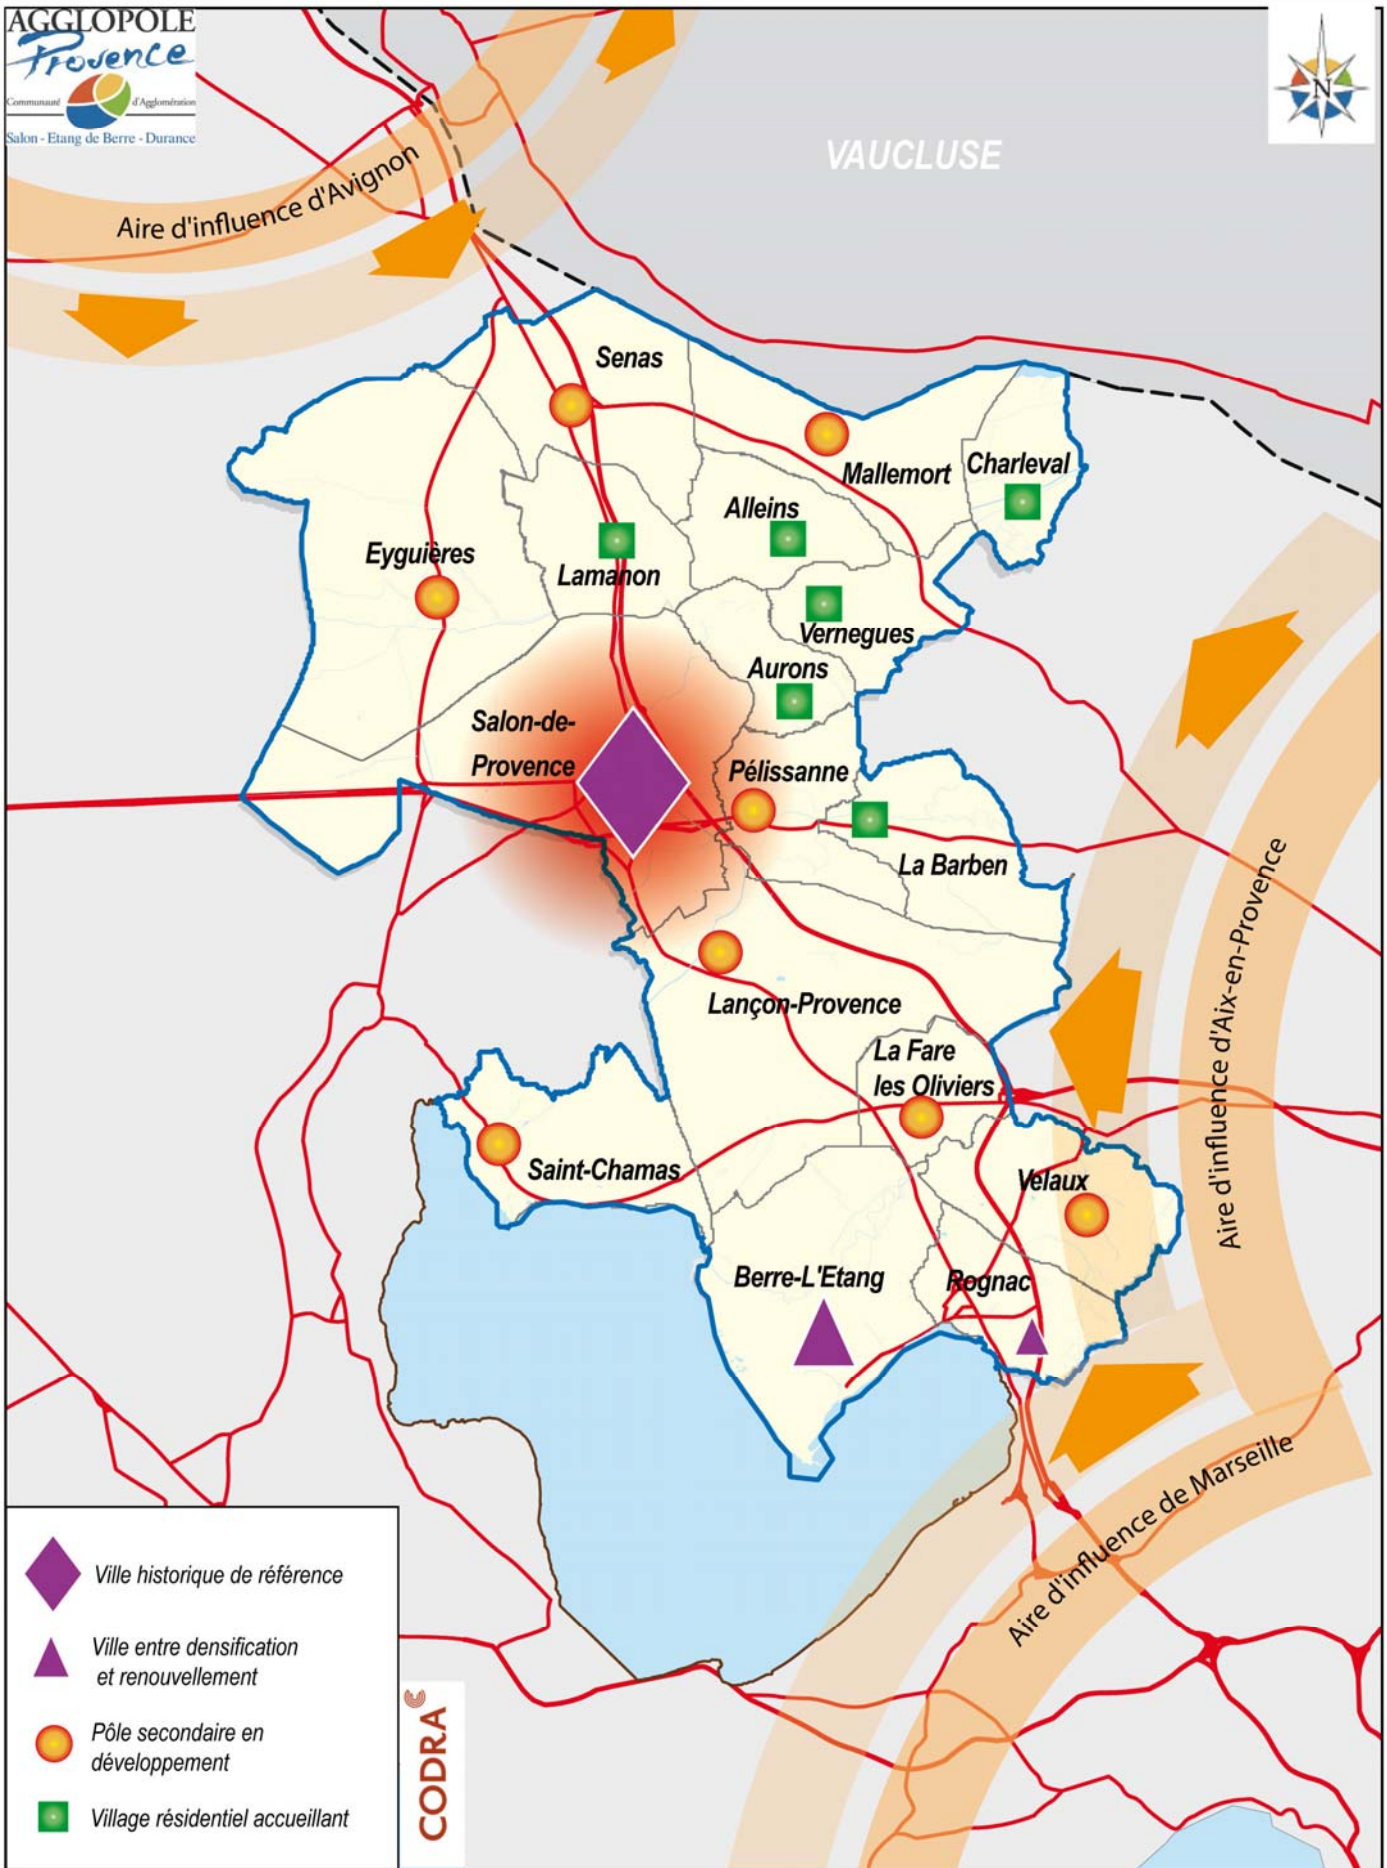 AGGLOPOLE
Provence
Communauté d'Agglomération
Salon - Etang de Berre - Durance
N
VAUCLUSE
Aire d'influence d'Avignon
Senas
Mallemort
Charleval
Alleins
Eyguières
Lamanon
Vernegues
Aurons
Salon-de-
Provence
Pélissanne
La Barben
Lançon-Provence
La Fare
les Oliviers
Saint-Chamas
Velaux
Berre-L'Etang
Rognac
Aire d'influence d'Aix-en-Provence
Aire d'influence de Marseille
Ville historique de référence
Ville entre densification
et renouvellement
Pôle secondaire en
développement
Village résidentiel accueillant
CODRA